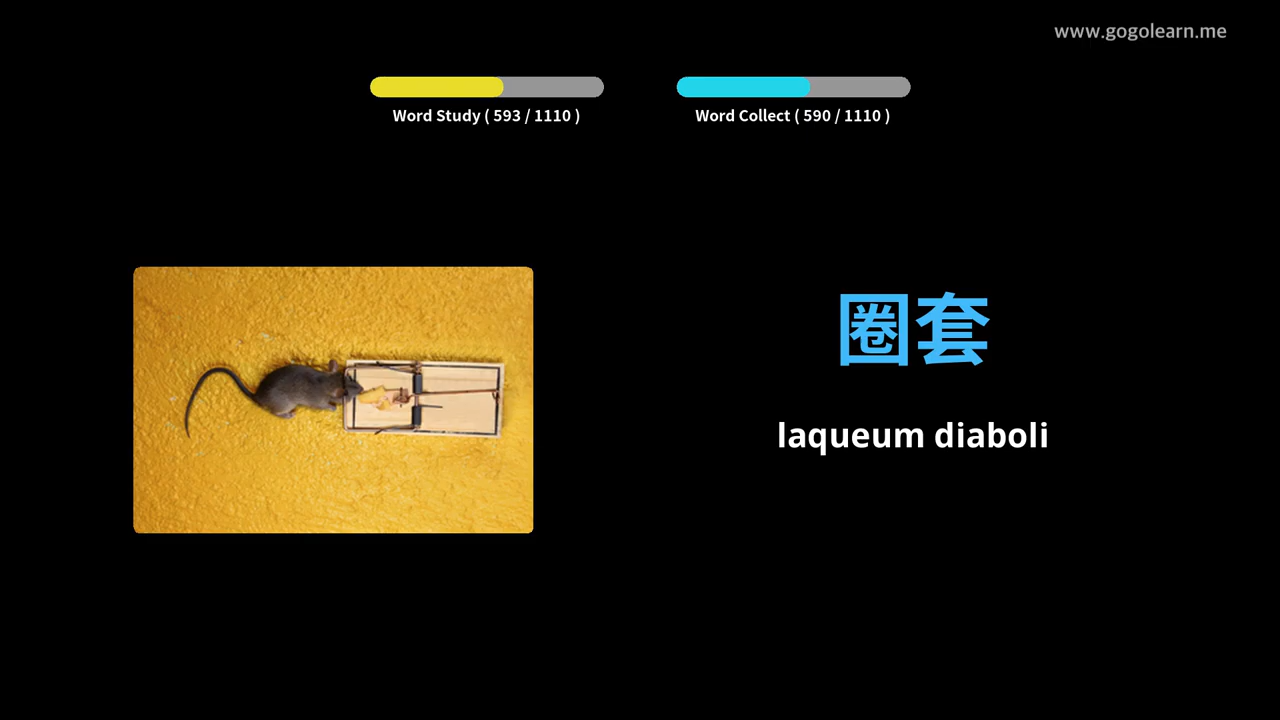 www.gogolearn.me
Word Study ( 593 / 1110 )
Word Collect ( 590 / 1110 )
圈套
laqueum diaboli